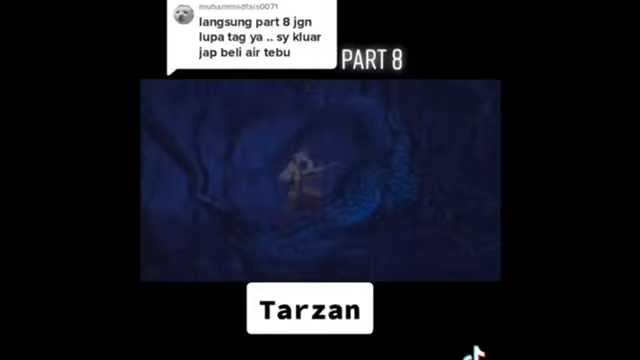 muhammedfais0071
langsung part 8 jgn
lupa tag ya .. sy kluar
jap beli air tebu
PART 8
Tarzan